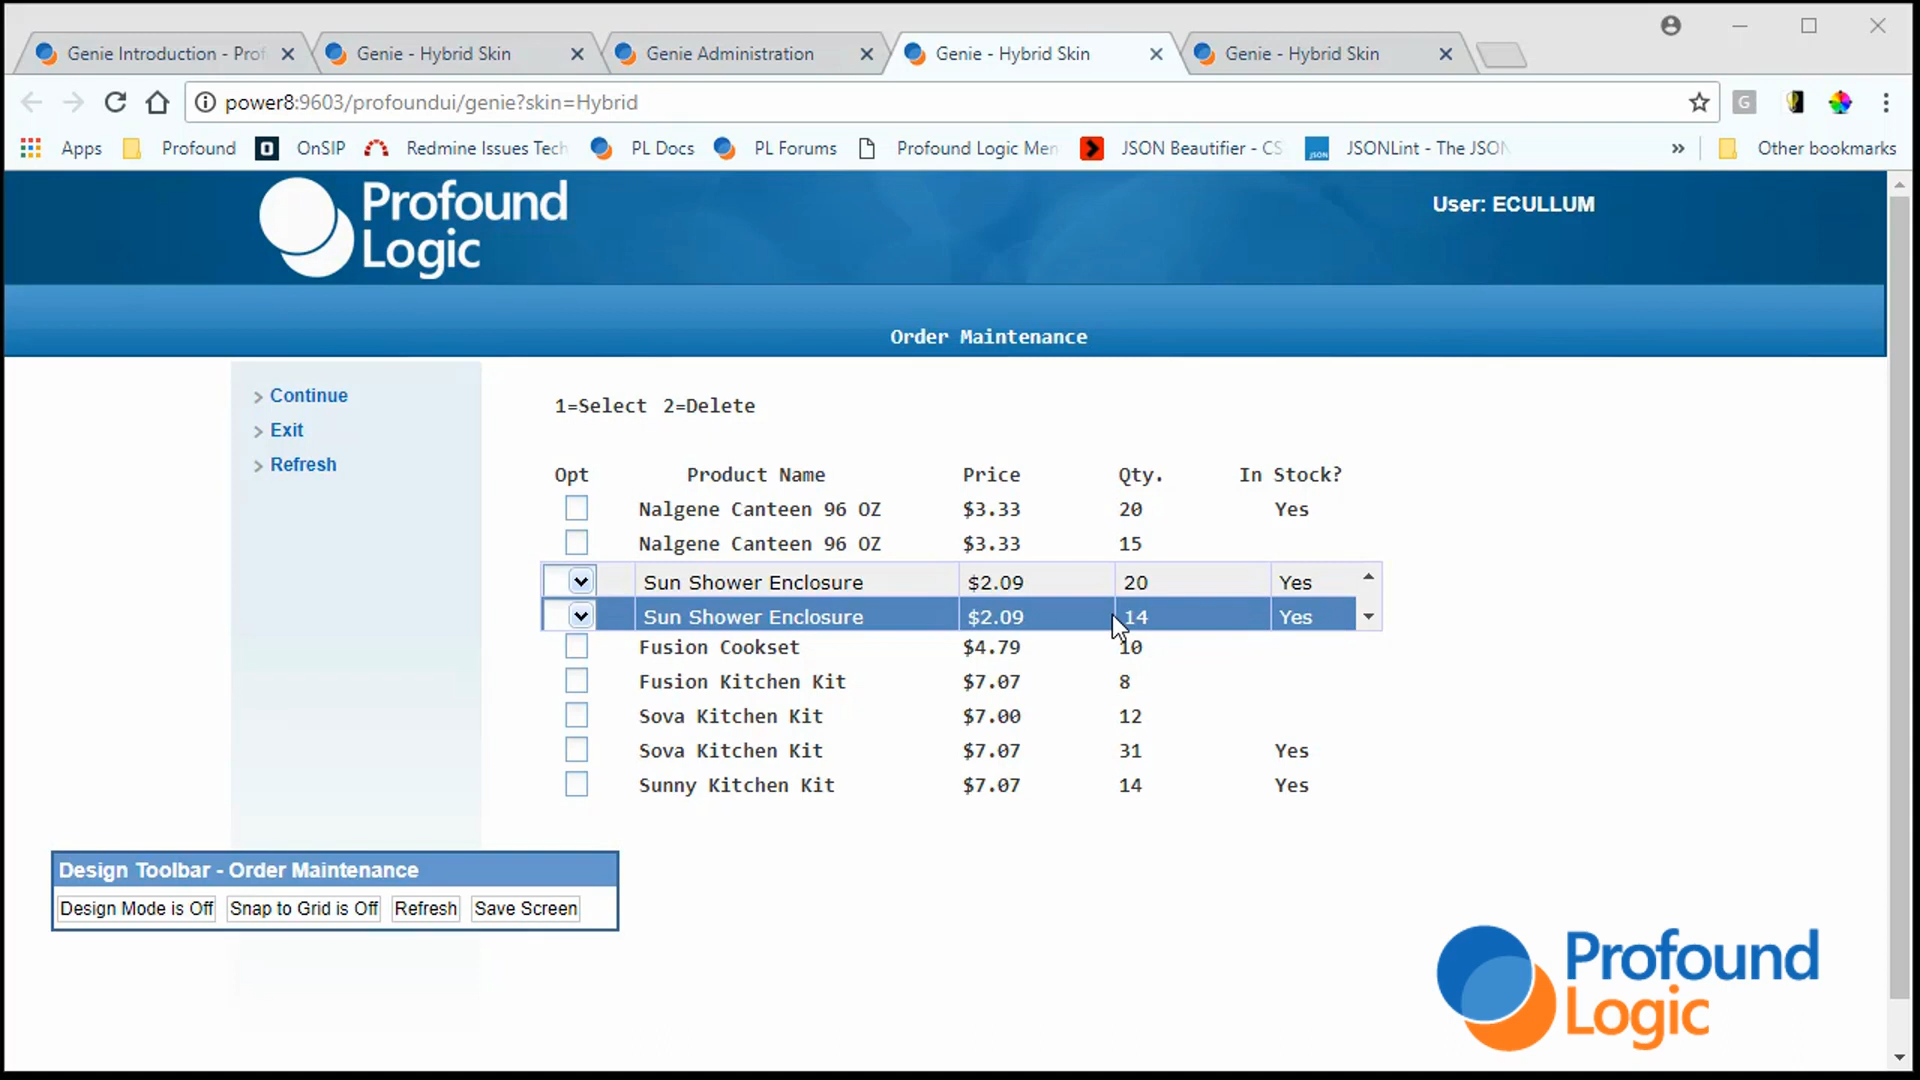 Genie Introduction - Prof
Genie - Hybrid Skin
Genie Administration
Genie - Hybrid Skin
Genie - Hybrid Skin
power8:9603/profoundui/genie?skin=Hybrid
G
Apps
Profound
OnSIP
Redmine Issues Tech
PL Docs
PL Forums
Profound Logic Men
JSON Beautifier - CS
JSON
JSONLint - The JSON
»
Other bookmarks
Profound
Logic
User: ECULLUM
Order Maintenance
> Continue
> Exit
> Refresh
1=Select 2=Delete
Opt Product Name Price Qty. In Stock?
Nalgene Canteen 96 OZ $3.33 20 Yes
Nalgene Canteen 96 OZ $3.33 15
Sun Shower Enclosure $2.09 20 Yes
Sun Shower Enclosure $2.09 14 Yes
Fusion Cookset $4.79 10
Fusion Kitchen Kit $7.07 8
Sova Kitchen Kit $7.00 12
Sova Kitchen Kit $7.07 31 Yes
Sunny Kitchen Kit $7.07 14 Yes
Design Toolbar - Order Maintenance
Design Mode is Off Snap to Grid is Off Refresh Save Screen
Profound
Logic